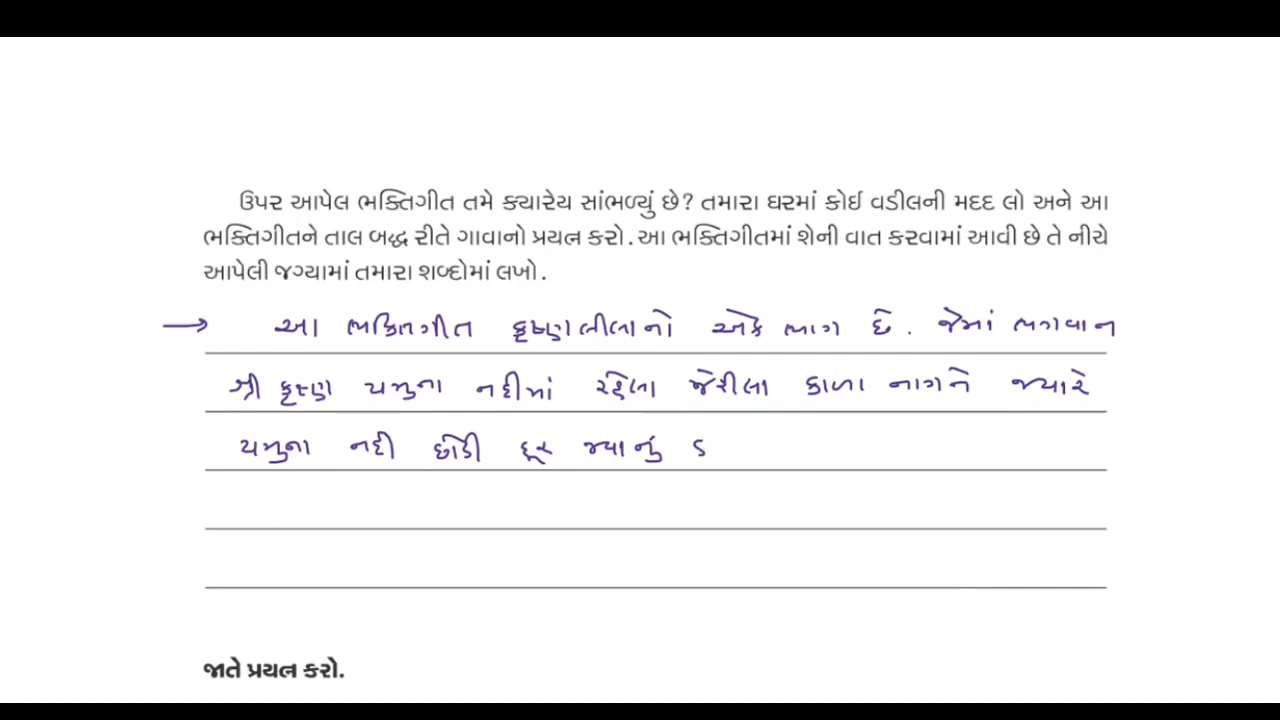 ઉપર આપેલ ભક્તિગીત તમે ક્યારેય સાંભળ્યું છે? તમારા ઘરમાં કોઈ વડીલની મદદ લો અને આ
ભક્તિગીતને તાલ બદ્ધ રીતે ગાવાનો પ્રયત્ન કરો. આ ભક્તિગીતમાં શેની વાત કરવામાં આવી છે તે નીચે
આપેલી જગ્યામાં તમારા શબ્દોમાં લખો.
→ આ ભક્તિગીત કૃષ્ણલીલાનો એક ભાગ છે. જેમાં ભગવાન
શ્રી કૃષ્ણ યમુના નદીમાં રહેલા જેરીલા કાળા નાગને જ્યારે
યમુના નદી છોડી દૂર જવાનું ક
જાતે પ્રયત્ન કરો.